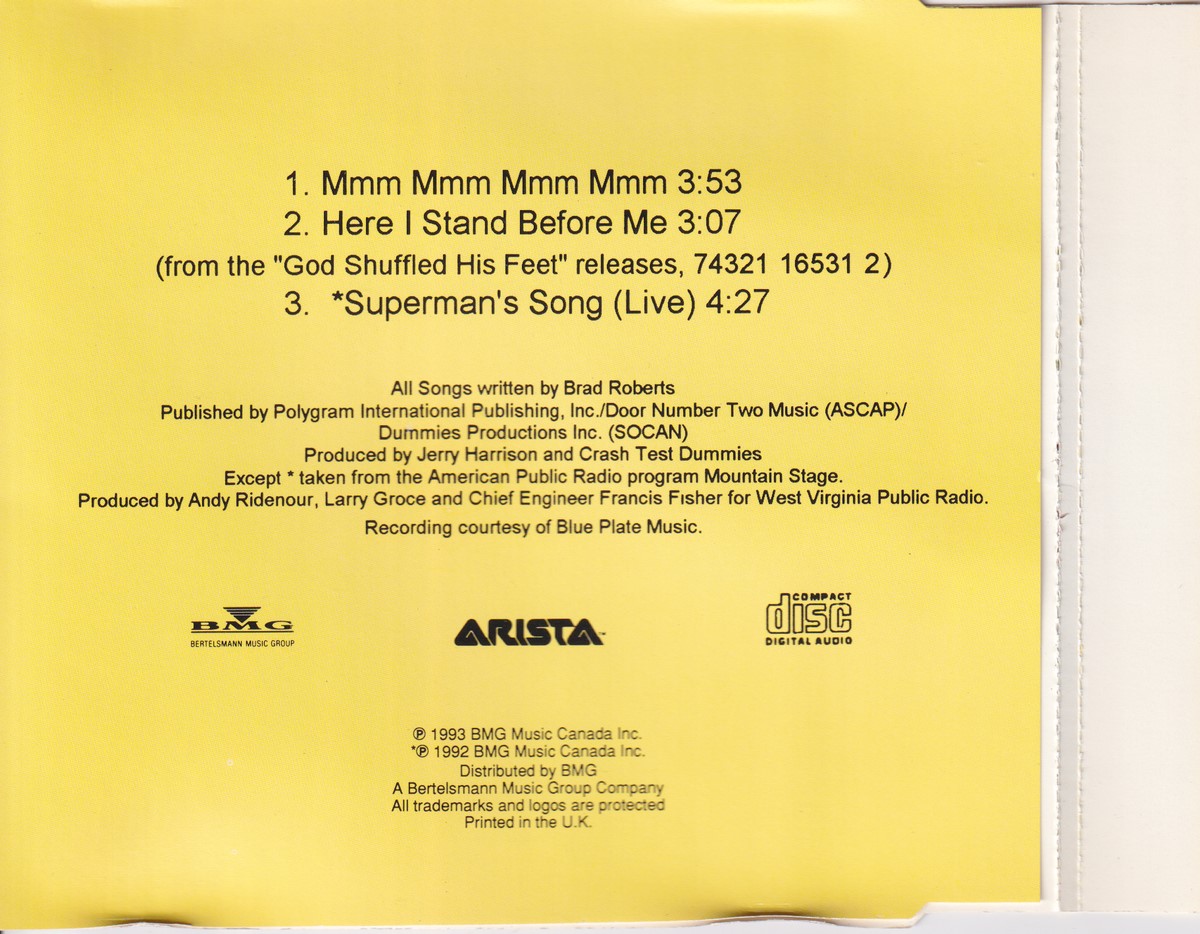 1. Mmm Mmm Mmm Mmm 3:53
2. Here I Stand Before Me 3:07
(from the "God Shuffled His Feet" releases, 74321 16531 2)
3. *Superman's Song (Live) 4:27
All Songs written by Brad Roberts
Published by Polygram International Publishing, Inc./Door Number Two Music (ASCAP)/
Dummies Productions Inc. (SOCAN)
Produced by Jerry Harrison and Crash Test Dummies
Except * taken from the American Public Radio program Mountain Stage.
Produced by Andy Ridenour, Larry Groce and Chief Engineer Francis Fisher for West Virginia Public Radio.
Recording courtesy of Blue Plate Music.
BMG
BERTELSMANN MUSIC GROUP
ARISTA™
COMPACT
disc
DIGITAL AUDIO
℗ 1993 BMG Music Canada Inc.
*℗ 1992 BMG Music Canada Inc.
Distributed by BMG
A Bertelsmann Music Group Company
All trademarks and logos are protected
Printed in the U.K.